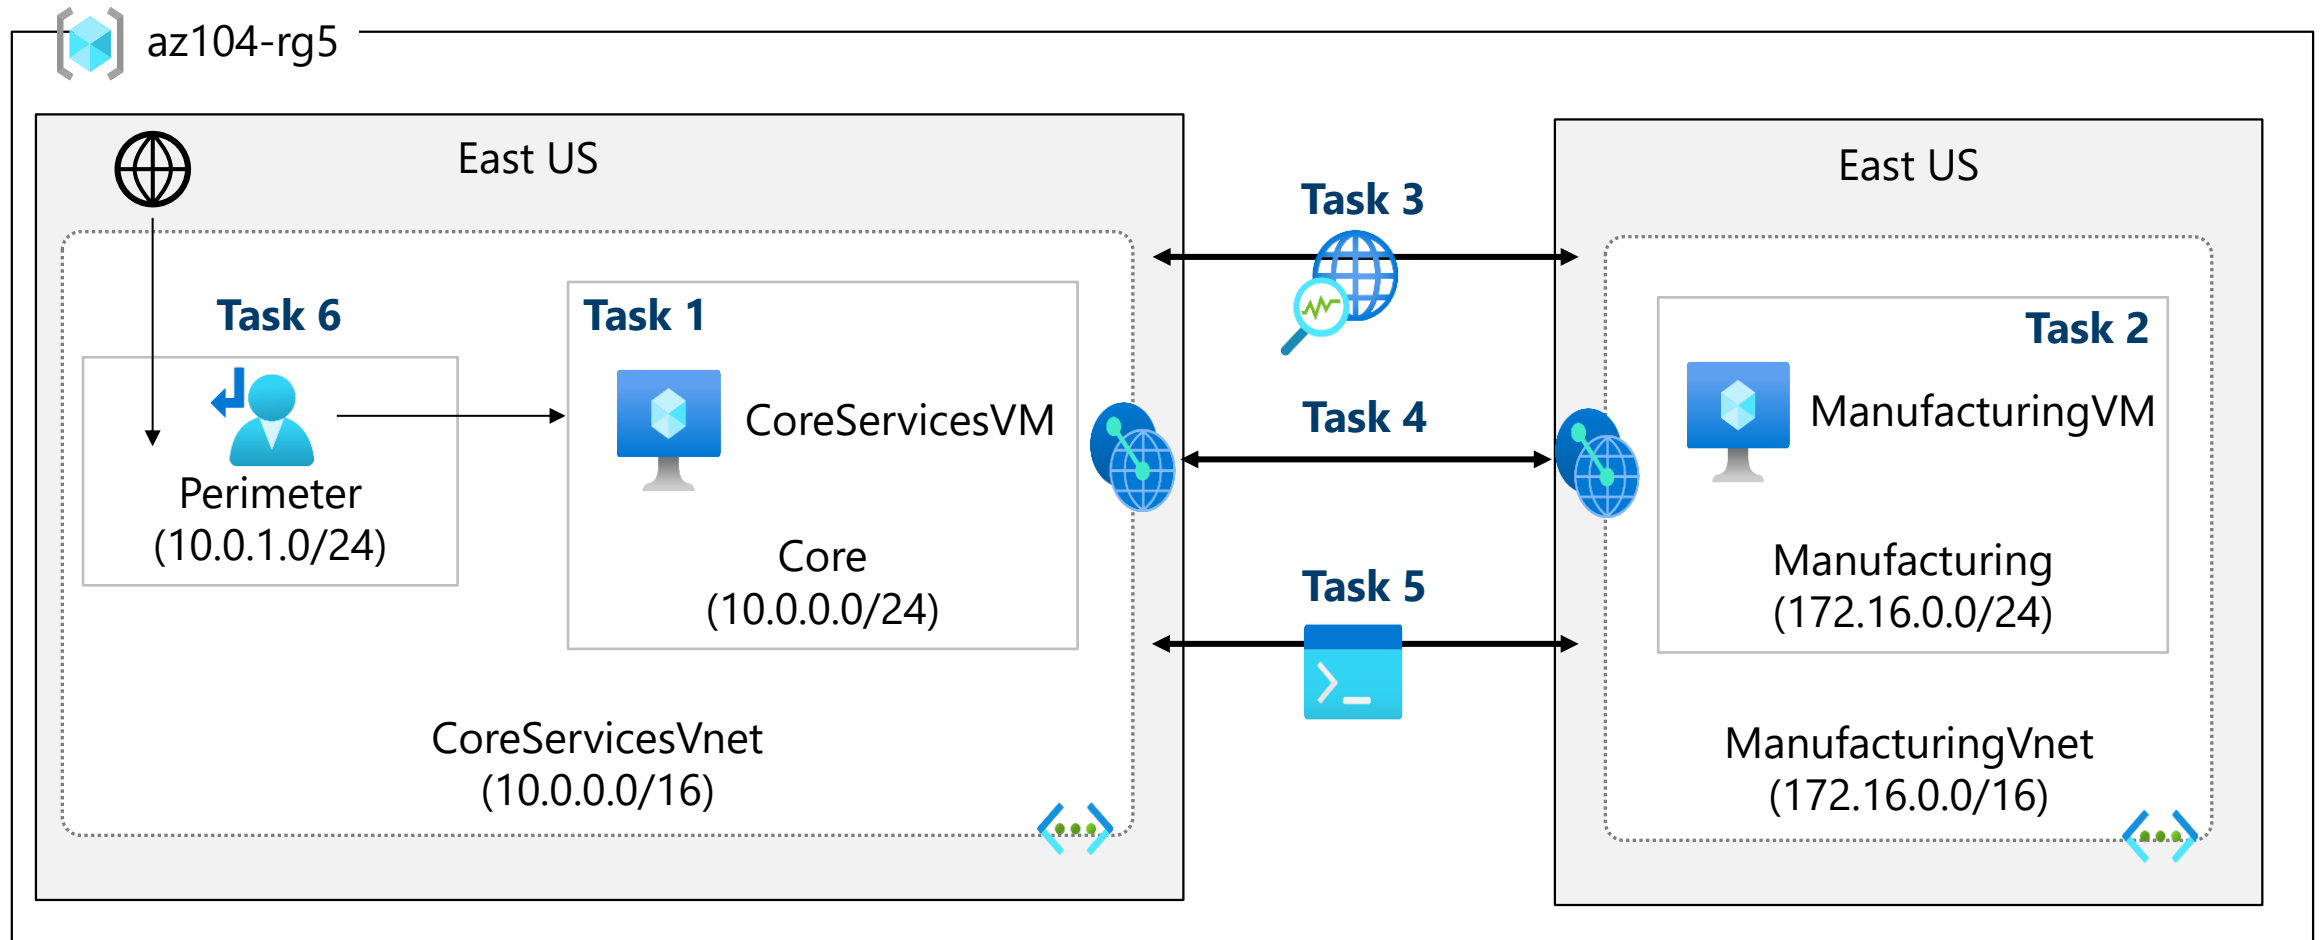 az104-rg5
East US
Task 6
Perimeter
(10.0.1.0/24)
Task 1
CoreServicesVM
Core
(10.0.0.0/24)
CoreServicesVnet
(10.0.0.0/16)
Task 3
Task 4
Task 5
East US
Task 2
ManufacturingVM
Manufacturing
(172.16.0.0/24)
ManufacturingVnet
(172.16.0.0/16)